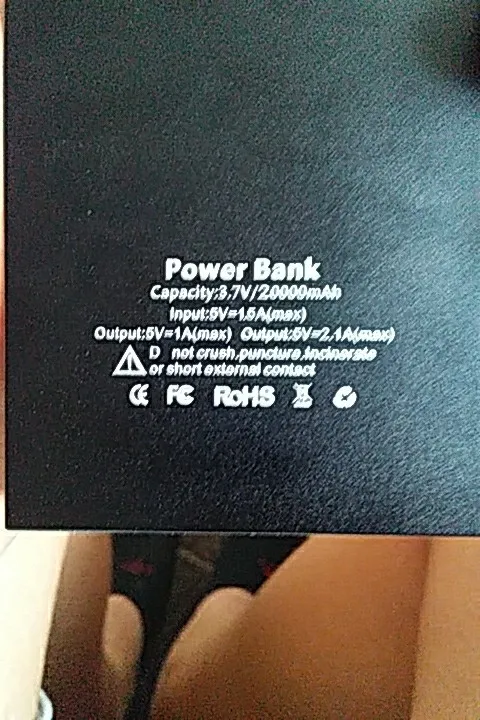 Power Bank
Capacity:3.7V/20000mAh
Input:5V=1.5A(max)
Output:5V=1A(max) Output:5V=2.1A(max)
D not crush,puncture,incinerate
or short external contact
CE FC RoHS